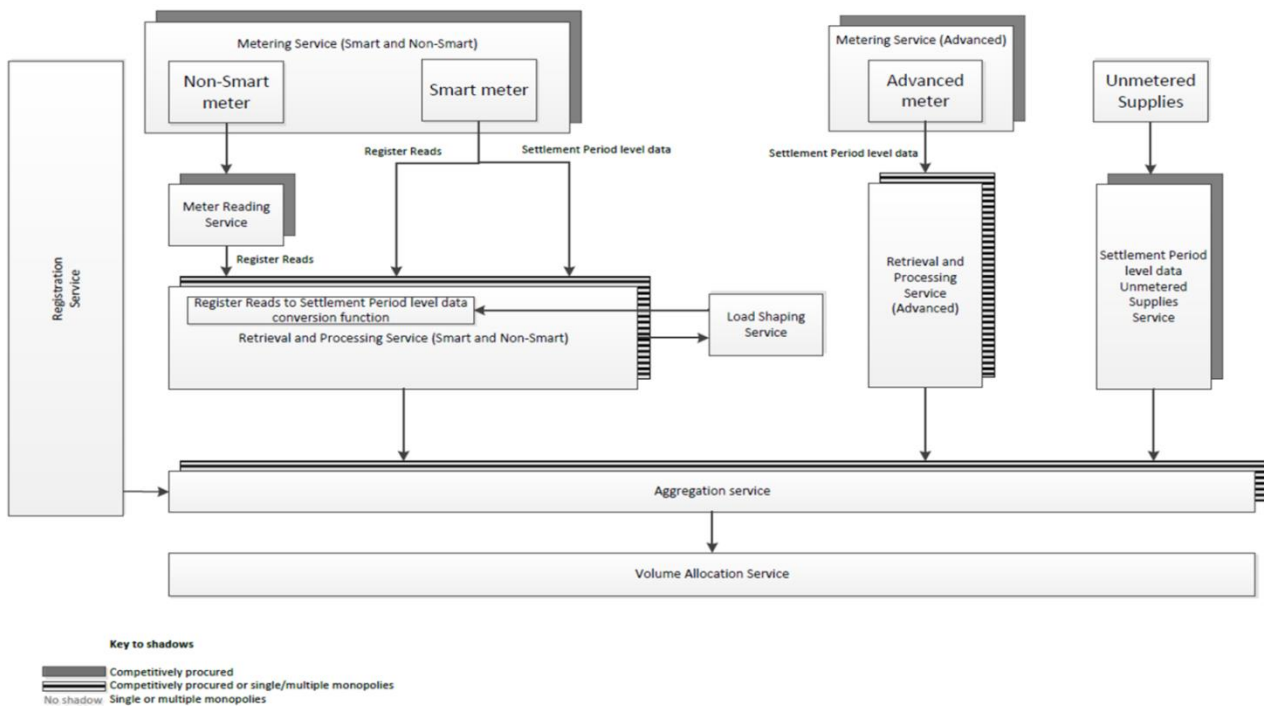 Metering Service (Smart and Non-Smart)
Non-Smart
meter
Smart meter
Metering Service (Advanced)
Advanced
meter
Unmetered
Supplies
Register Reads
Settlement Period level data
Settlement Period level data
Meter Reading
Service
Register Reads
Registration
Service
Register Reads to Settlement Period level data
conversion function
Retrieval and Processing Service (Smart and Non-Smart)
Load Shaping
Service
Retrieval and
Processing
Service
(Advanced)
Settlement Period
level data
Unmetered
Supplies
Service
Aggregation service
Volume Allocation Service
Key to shadows
Competitively procured
Competitively procured or single/multiple monopolies
No shadow Single or multiple monopolies